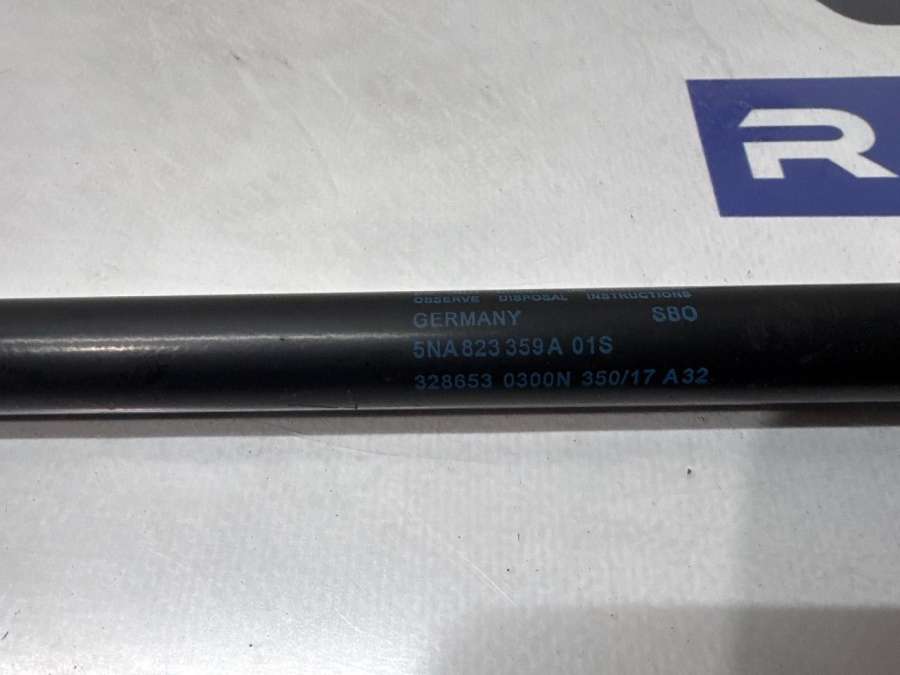 R
OBSERVE DISPOSAL INSTRUCTIONS
GERMANY SBO
5NA 823 359 A 01S
328653 0300N 350/17 A32